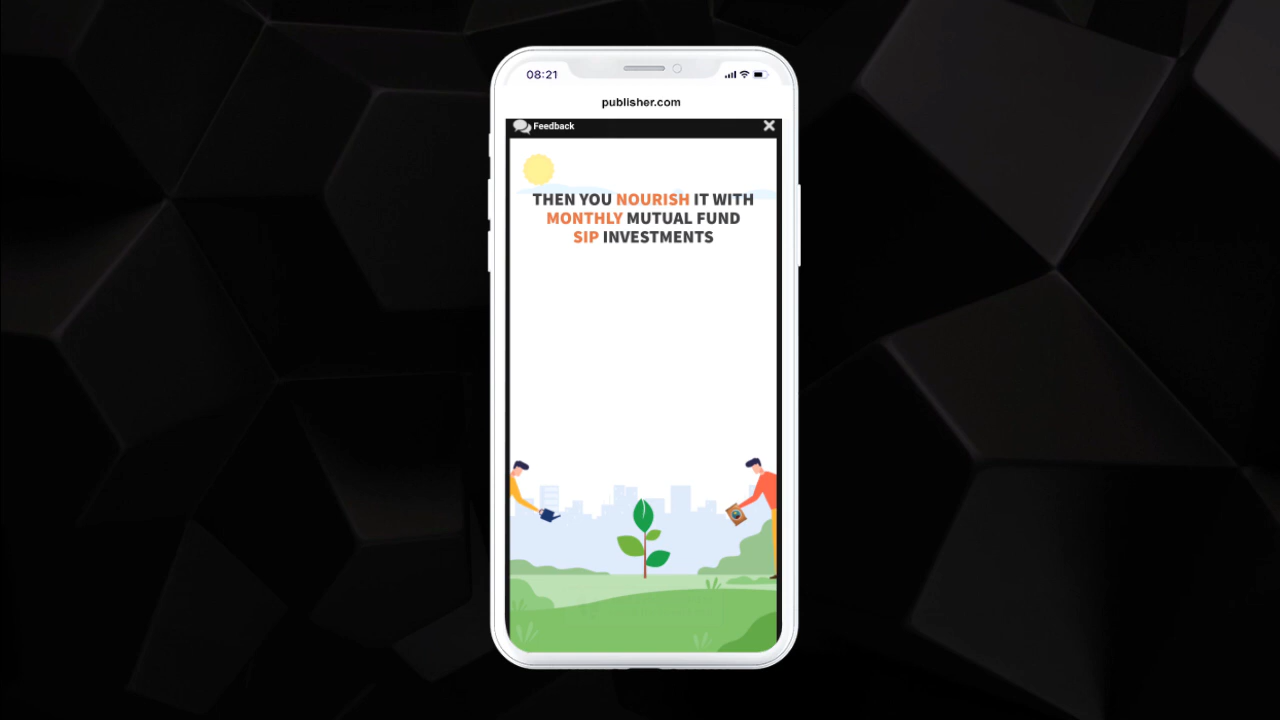 08:21
publisher.com
Feedback
THEN YOU NOURISH IT WITH
MONTHLY MUTUAL FUND
SIP INVESTMENTS